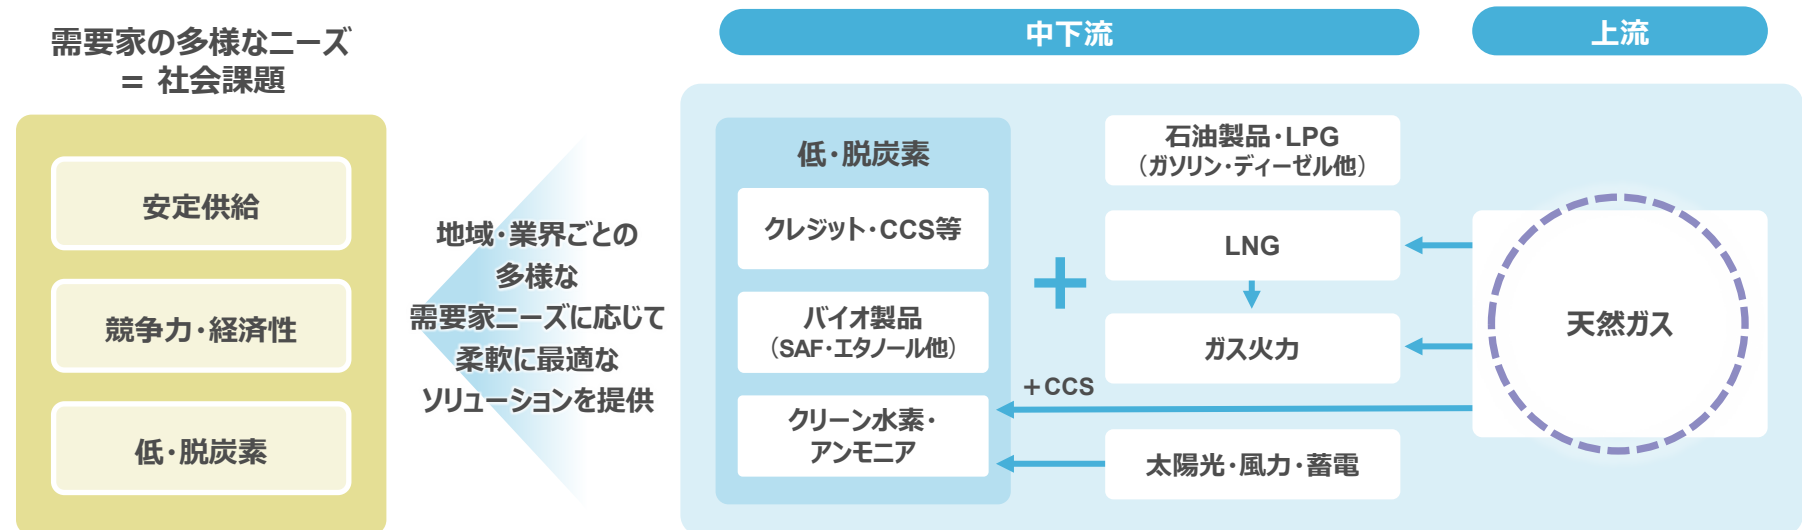 需要家の多様なニーズ
= 社会課題
安定供給
競争力・経済性
低・脱炭素
地域・業界ごとの
多様な
需要家ニーズに応じて
柔軟に最適な
ソリューションを提供
中下流
上流
低・脱炭素
クレジット・CCS等
バイオ製品
（SAF・エタノール他）
クリーン水素・
アンモニア
+
石油製品・LPG
（ガソリン・ディーゼル他）
LNG
ガス火力
＋CCS
太陽光・風力・蓄電
天然ガス